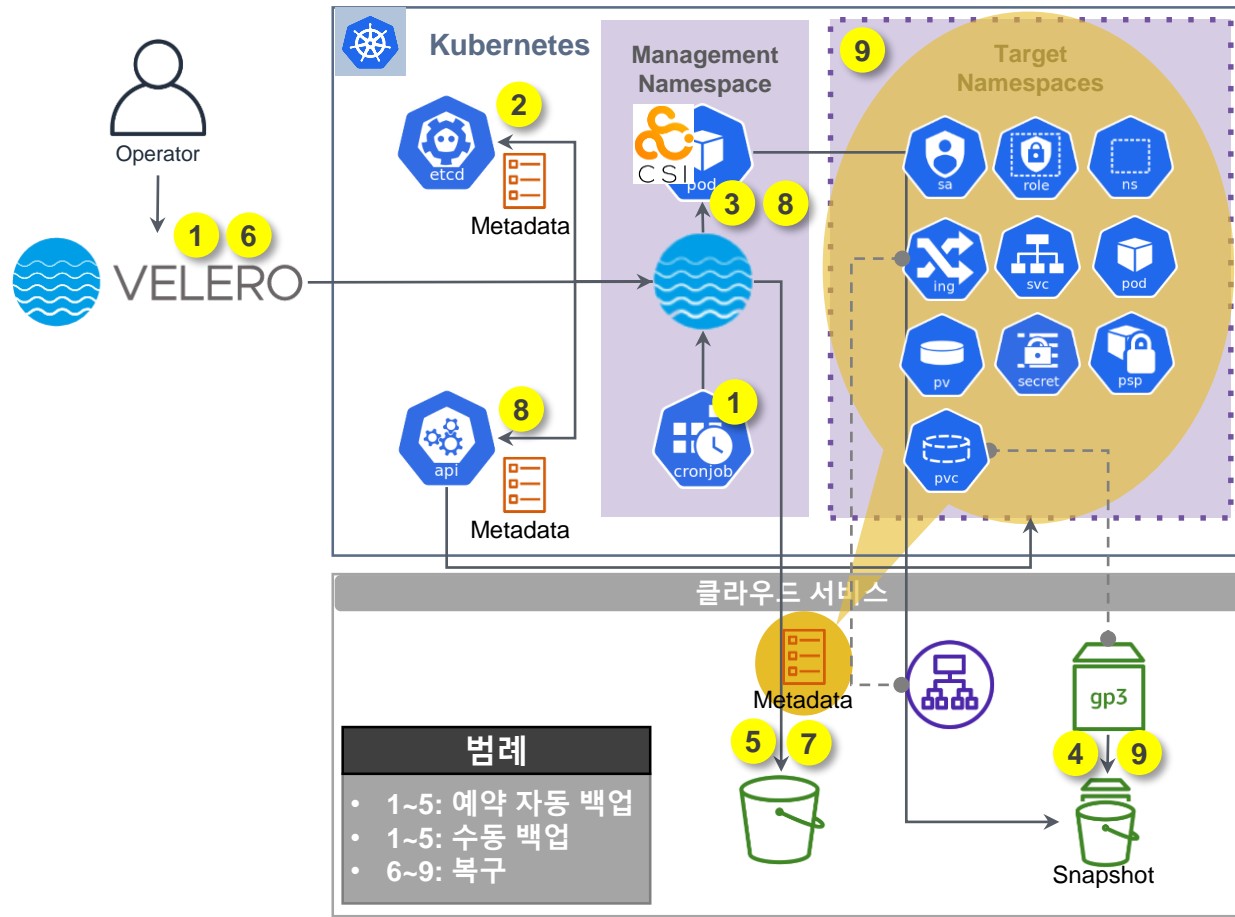 Kubernetes
Management
Namespace
9
Target
Namespaces
Operator
2
etcd
Metadata
CSI
pod
3
8
sa
role
ns
1
6
VELERO
ing
svc
pod
pv
secret
psp
8
api
Metadata
1
cronjob
pvc
클라우드 서비스
Metadata
gp3
5
7
4
9
Snapshot
범례
• 1~5: 예약 자동 백업
• 1~5: 수동 백업
• 6~9: 복구